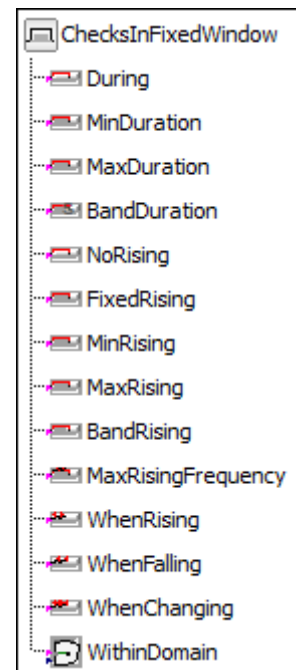 ChecksInFixedWindow
During
MinDuration
MaxDuration
BandDuration
NoRising
FixedRising
MinRising
MaxRising
BandRising
MaxRisingFrequency
WhenRising
WhenFalling
WhenChanging
WithinDomain